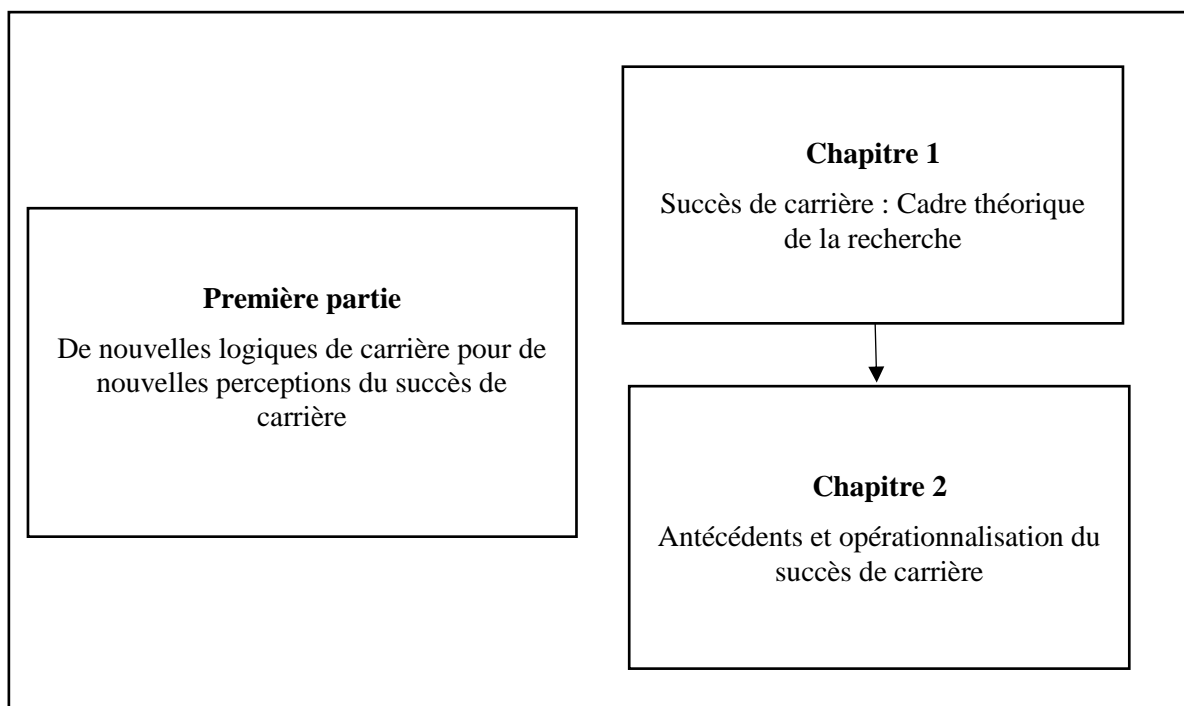 Première partie
De nouvelles logiques de carrière pour de
nouvelles perceptions du succès de
carrière
Chapitre 1
Succès de carrière : Cadre théorique
de la recherche
Chapitre 2
Antécédents et opérationnalisation du
succès de carrière